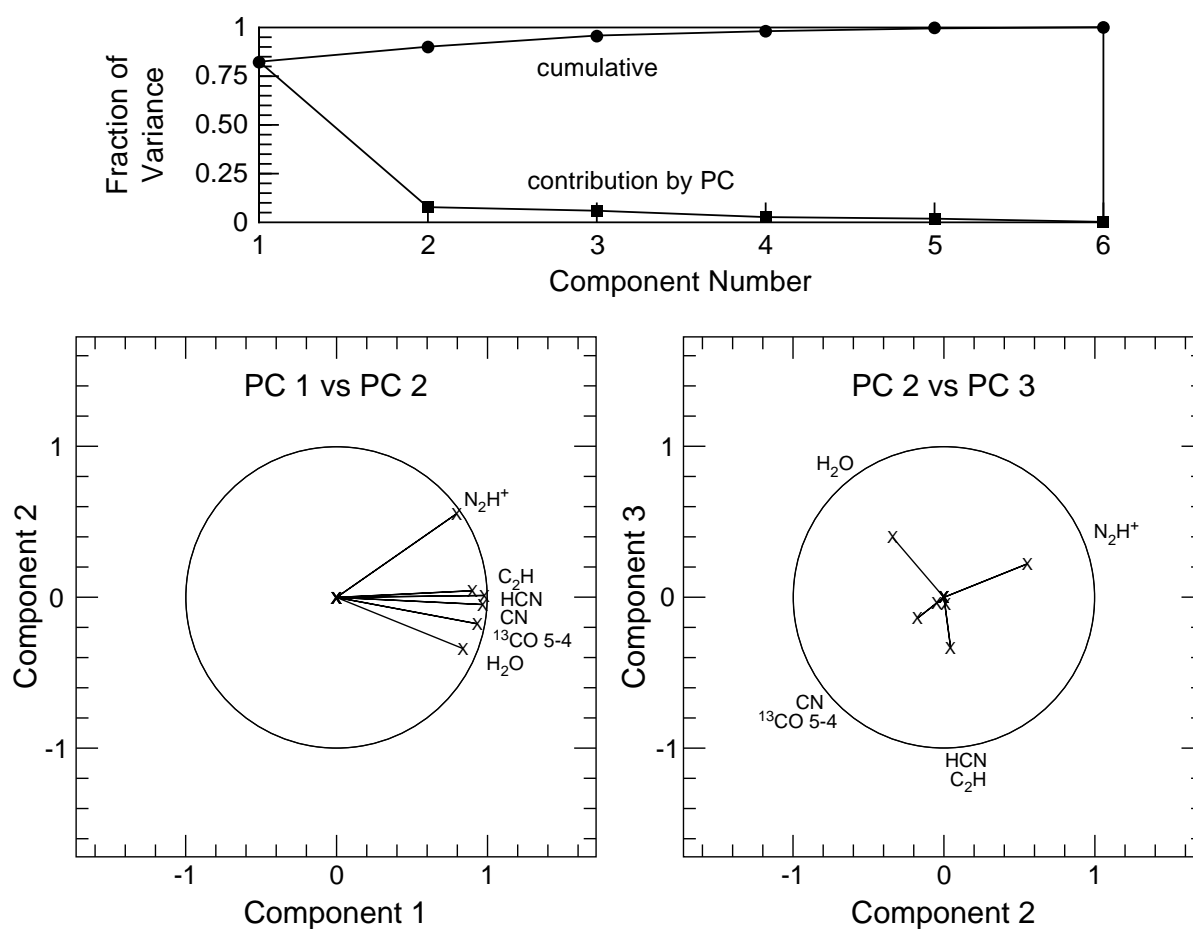 Fraction of
Variance
1
0.75
0.50
0.25
0
cumulative
contribution by PC
1 2 3 4 5 6
Component Number
PC 1 vs PC 2
Component 2
1
0
-1
N₂H⁺
C₂H
HCN
CN
¹³CO 5-4
H₂O
-1 0 1
Component 1
PC 2 vs PC 3
Component 3
1
0
-1
H₂O
N₂H⁺
CN
¹³CO 5-4
HCN
C₂H
-1 0 1
Component 2